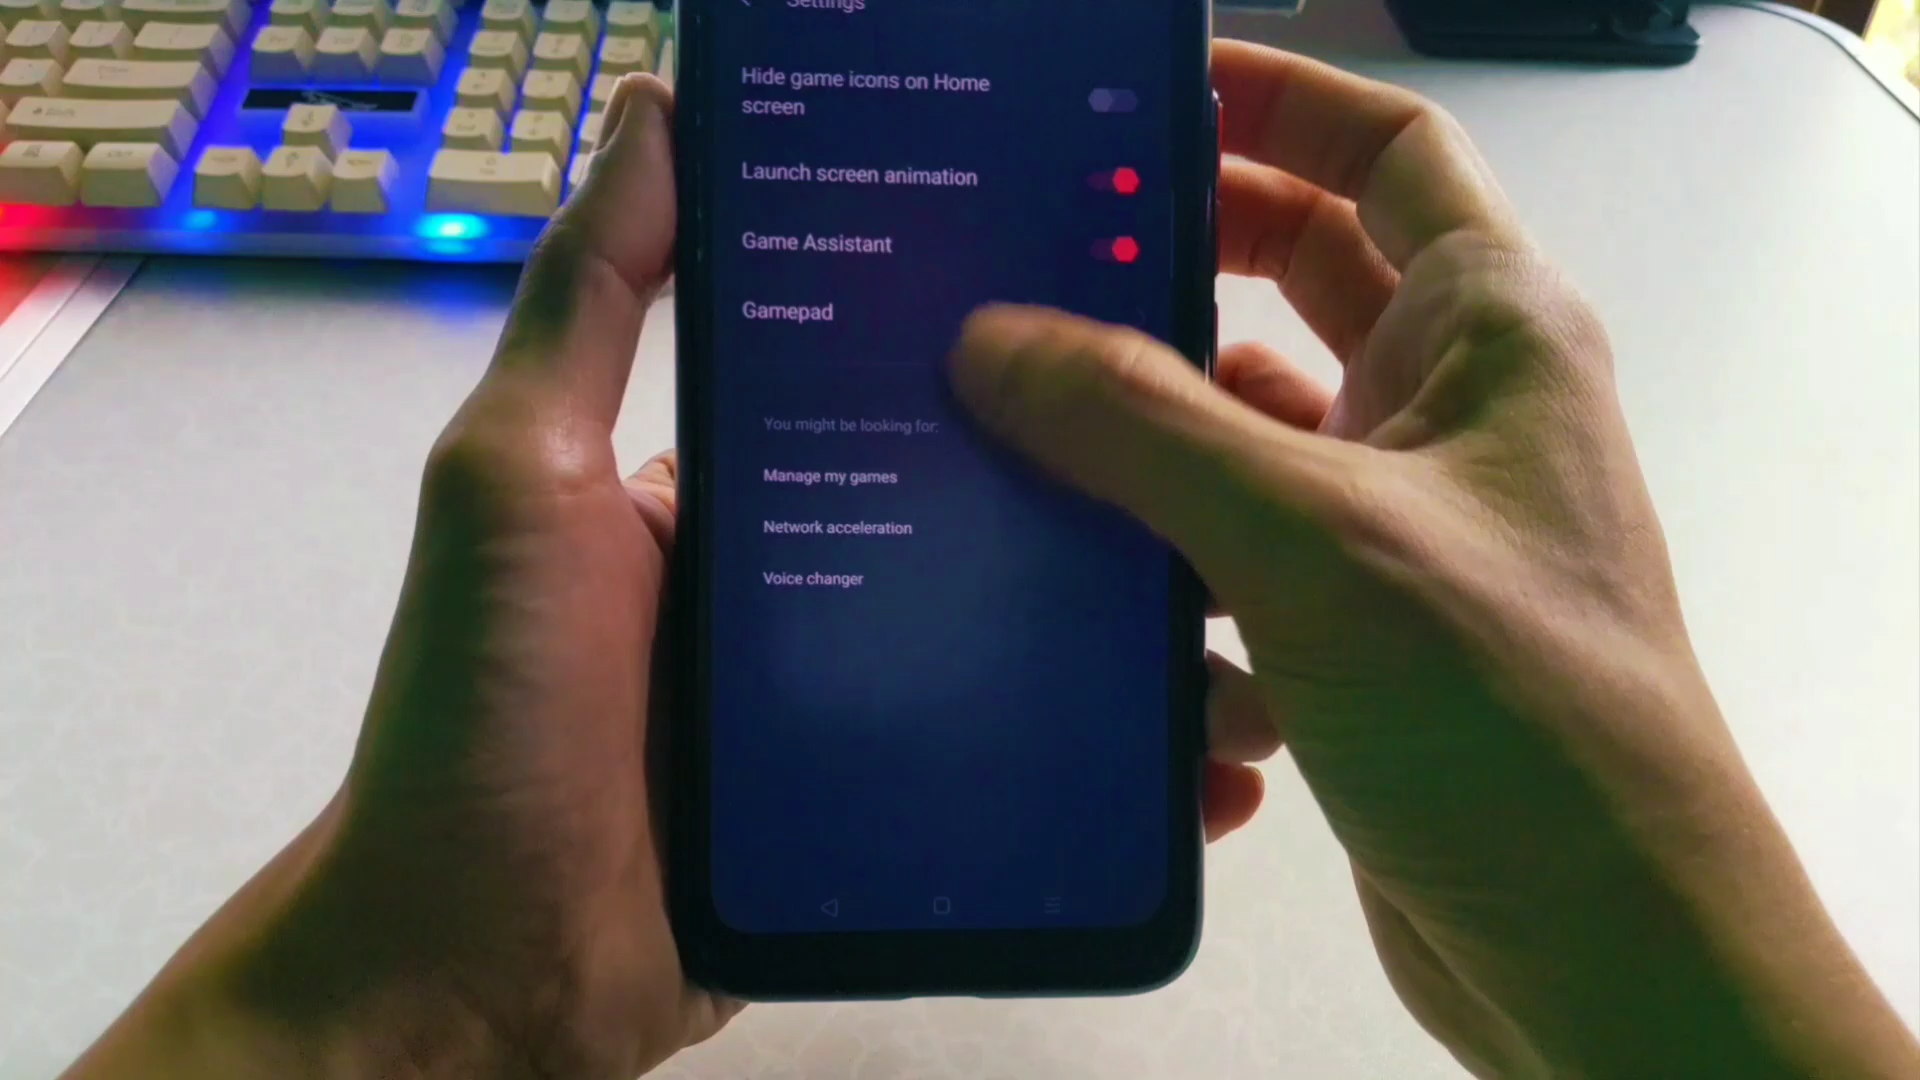 Settings
Hide game icons on Home
screen
Launch screen animation
Game Assistant
Gamepad
You might be looking for:
Manage my games
Network acceleration
Voice changer